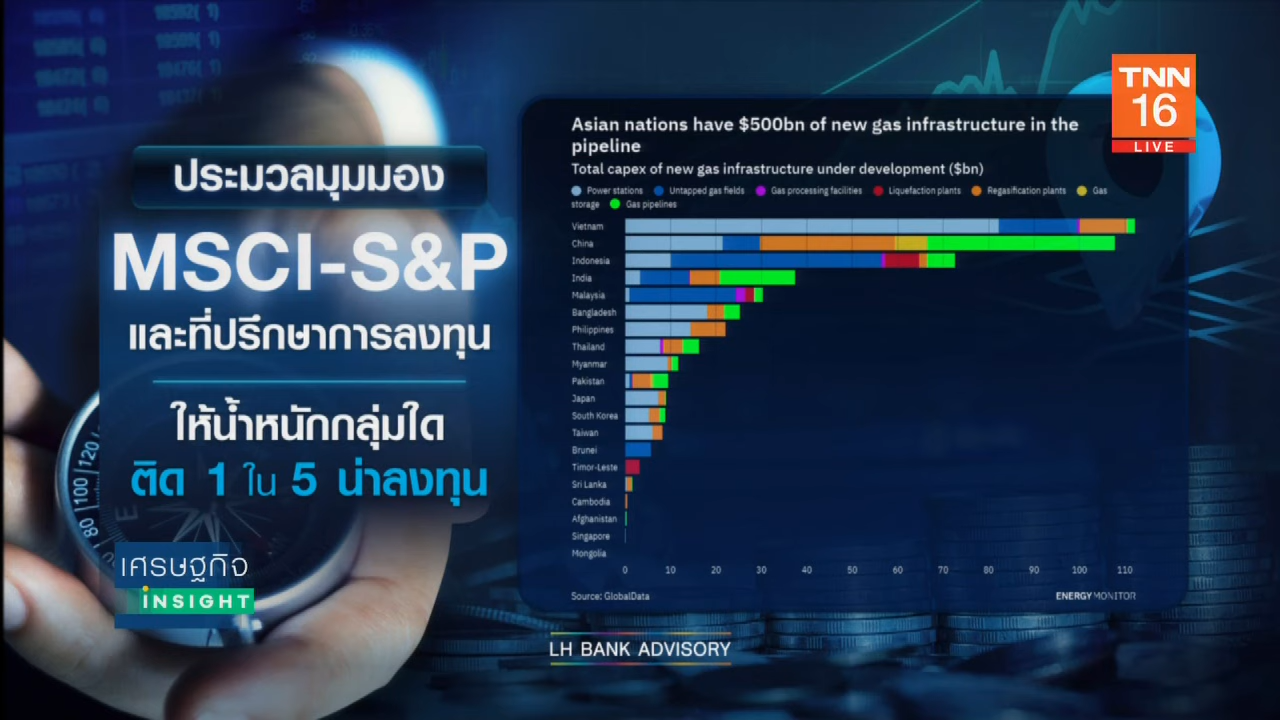 ประมวลมุมมอง
MSCI-S&P
และที่ปรึกษาการลงทุน
ให้น้ำหนักกลุ่มใด
ติด 1 ใน 5 น่าลงทุน
เศรษฐกิจ
INSIGHT
Asian nations have $500bn of new gas infrastructure in the
pipeline
Total capex of new gas infrastructure under development ($bn)
Power stations Untapped gas fields Gas processing facilities Liquefaction plants Regasification plants Gas
storage Gas pipelines
Vietnam
China
Indonesia
India
Malaysia
Bangladesh
Philippines
Thailand
Myanmar
Pakistan
Japan
South Korea
Taiwan
Brunei
Timor-Leste
Sri Lanka
Cambodia
Afghanistan
Singapore
Mongolia
0 10 20 30 40 50 60 70 80 90 100 110
Source: GlobalData
ENERGY MONITOR
LH BANK ADVISORY
TNN
16
LIVE
120
100
80